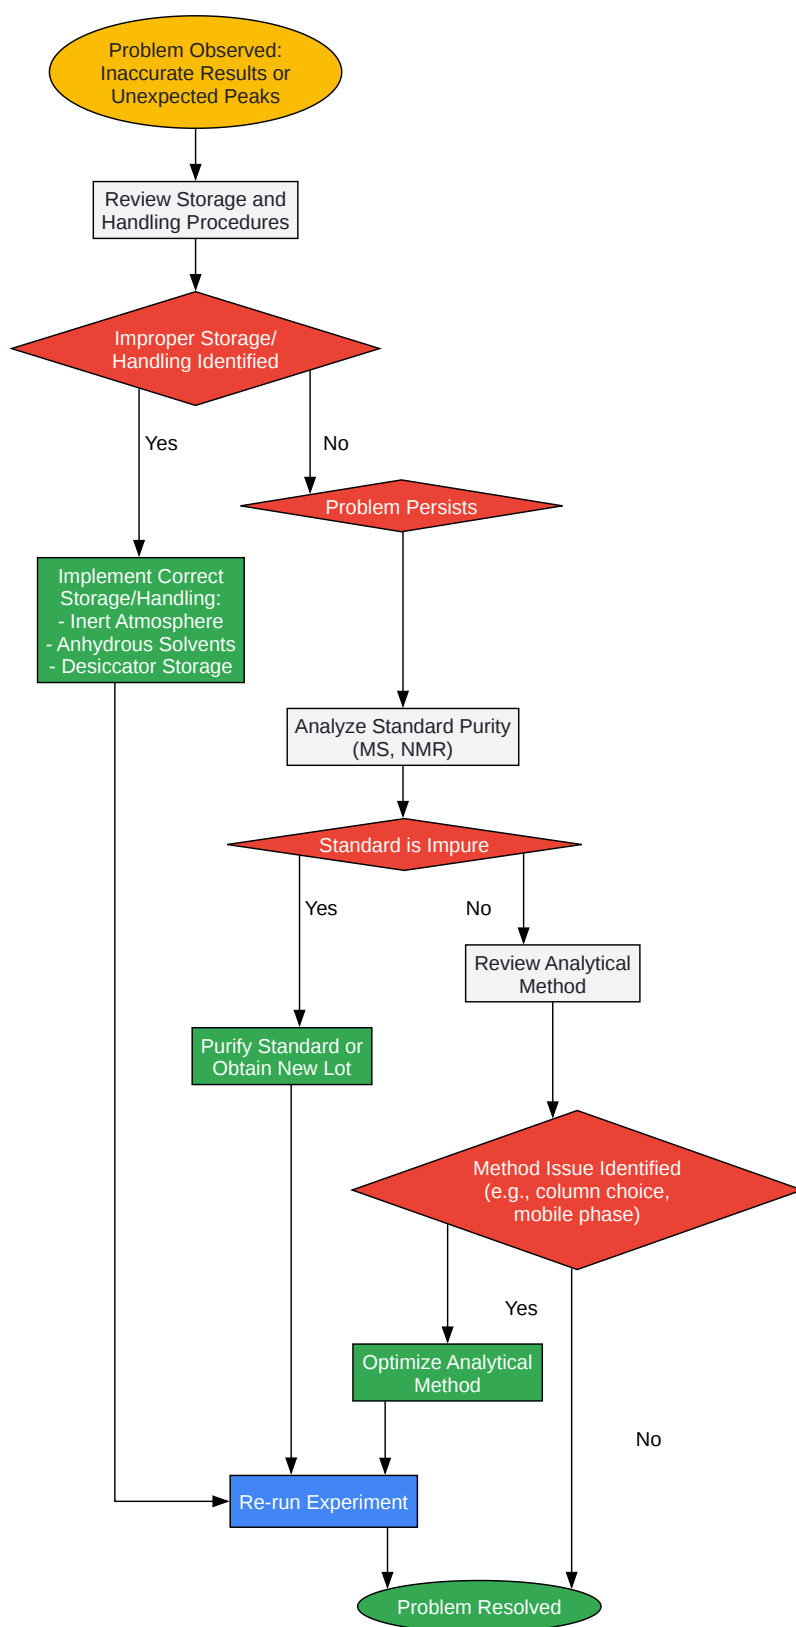 Problem Observed:
Inaccurate Results or
Unexpected Peaks
Review Storage and
Handling Procedures
Improper Storage/
Handling Identified
Yes
No
Problem Persists
Implement Correct
Storage/Handling:
- Inert Atmosphere
- Anhydrous Solvents
- Desiccator Storage
Analyze Standard Purity
(MS, NMR)
Standard is Impure
Yes
No
Review Analytical
Method
Purify Standard or
Obtain New Lot
Method Issue Identified
(e.g., column choice,
mobile phase)
Yes
Optimize Analytical
Method
No
Re-run Experiment
Problem Resolved